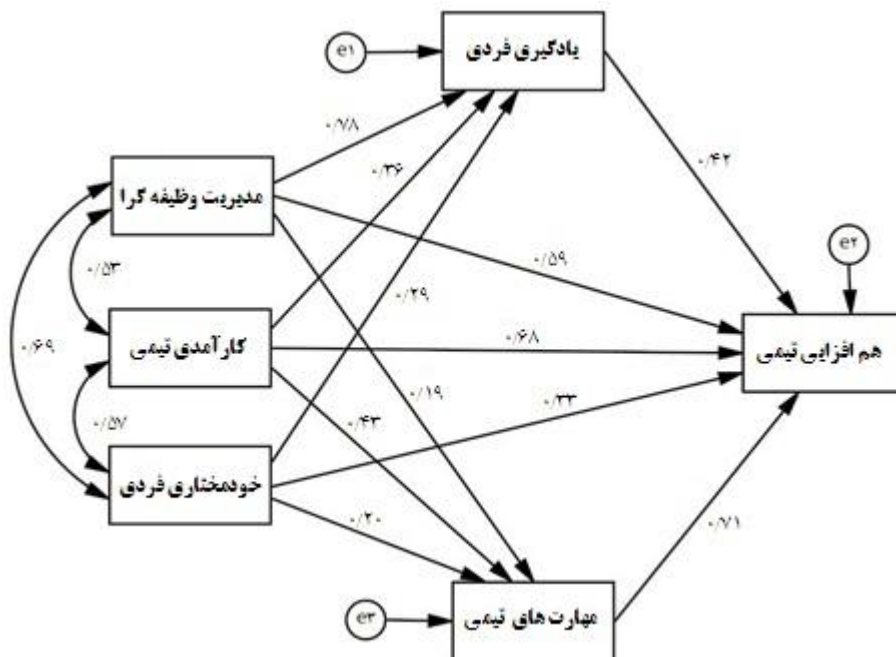 یادگیری فردی
e۱
۰/۷۸
۰/۳۶
۰/۴۲
مدیریت وظیفه گرا
e۲
۰/۵۳
۰/۲۹
۰/۵۹
کارآمدی تیمی
هم افزایی تیمی
۰/۶۹
۰/۶۸
۰/۱۹
۰/۵۷
۰/۴۳
۰/۳۳
خودمختاری فردی
۰/۲۰
۰/۷۱
مهارت های تیمی
e۳